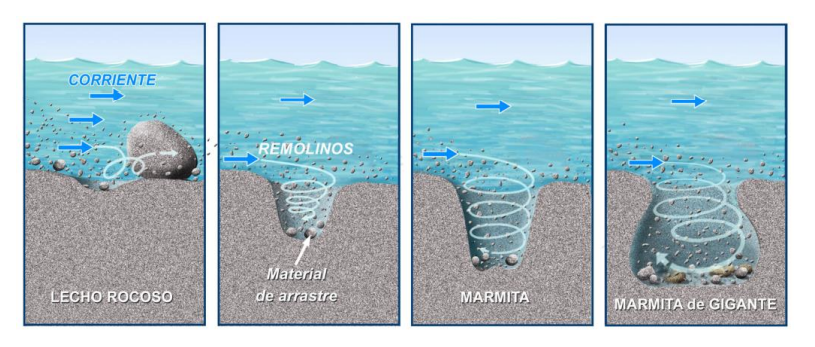 CORRIENTE
LECHO ROCOSO
REMOLINOS
Material
de arrastre
MARMITA
MARMITA de GIGANTE